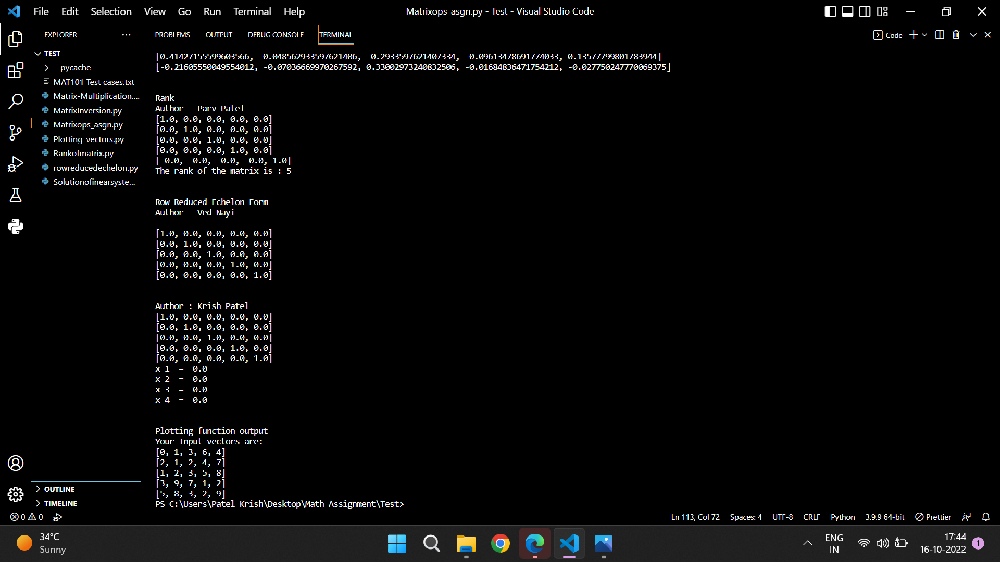 File Edit Selection View Go Run Terminal Help Matrixops_asgn.py - Test - Visual Studio Code
EXPLORER
PROBLEMS OUTPUT DEBUG CONSOLE TERMINAL Code
TEST
__pycache__
MAT101 Test cases.txt
Matrix-Multiplication....
MatrixInversion.py
Matrixops_asgn.py
Plotting_vectors.py
Rankofmatrix.py
rowreducedechelon.py
Solutionofinearsyste...
OUTLINE
TIMELINE
[0.41427155599603566, -0.048562933597621406, -0.2933597621407334, -0.09613478691774033, 0.13577799801783944]
[-0.21605550049554012, -0.07036669970267592, 0.33002973240832506, -0.01684836471754212, -0.027750247770069375]
Rank
Author - Parv Patel
[1.0, 0.0, 0.0, 0.0, 0.0]
[0.0, 1.0, 0.0, 0.0, 0.0]
[0.0, 0.0, 1.0, 0.0, 0.0]
[0.0, 0.0, 0.0, 1.0, 0.0]
[-0.0, -0.0, -0.0, -0.0, 1.0]
The rank of the matrix is : 5
Row Reduced Echelon Form
Author - Ved Nayi
[1.0, 0.0, 0.0, 0.0, 0.0]
[0.0, 1.0, 0.0, 0.0, 0.0]
[0.0, 0.0, 1.0, 0.0, 0.0]
[0.0, 0.0, 0.0, 1.0, 0.0]
[0.0, 0.0, 0.0, 0.0, 1.0]
Author : Krish Patel
[1.0, 0.0, 0.0, 0.0, 0.0]
[0.0, 1.0, 0.0, 0.0, 0.0]
[0.0, 0.0, 1.0, 0.0, 0.0]
[0.0, 0.0, 0.0, 1.0, 0.0]
[0.0, 0.0, 0.0, 0.0, 1.0]
x 1  =  0.0
x 2  =  0.0
x 3  =  0.0
x 4  =  0.0
Plotting function output
Your Input vectors are:-
[0, 1, 3, 6, 4]
[2, 1, 2, 4, 7]
[1, 2, 3, 5, 8]
[3, 9, 7, 1, 2]
[5, 8, 3, 2, 9]
PS C:\Users\Patel Krish\Desktop\Math Assignment\Test>
0 0 Ln 113, Col 72 Spaces: 4 UTF-8 CRLF Python 3.9.9 64-bit Prettier
34°C
Sunny
ENG
IN
17:44
16-10-2022
1